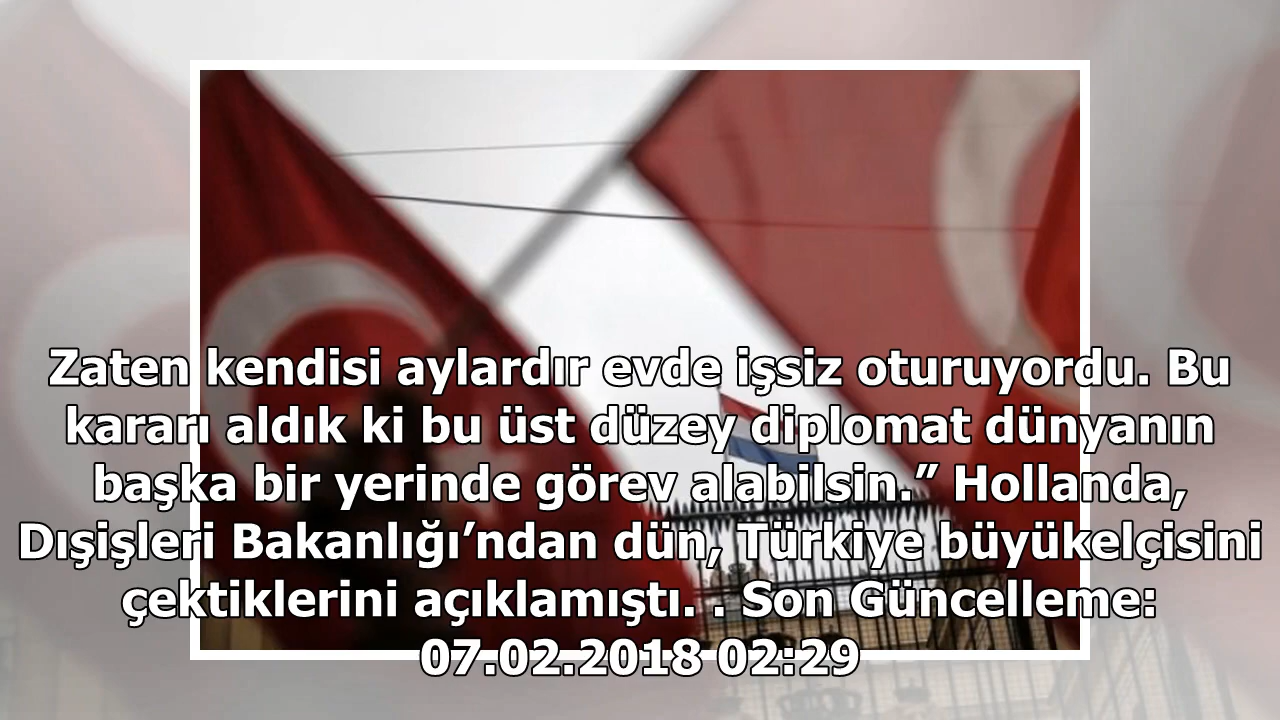 Zaten kendisi aylardır evde işsiz oturuyordu. Bu
kararı aldık ki bu üst düzey diplomat dünyanın
başka bir yerinde görev alabilsin.” Hollanda,
Dışişleri Bakanlığı’ndan dün, Türkiye büyükelçisini
çektiklerini açıklamıştı. . Son Güncelleme:
07.02.2018 02:29